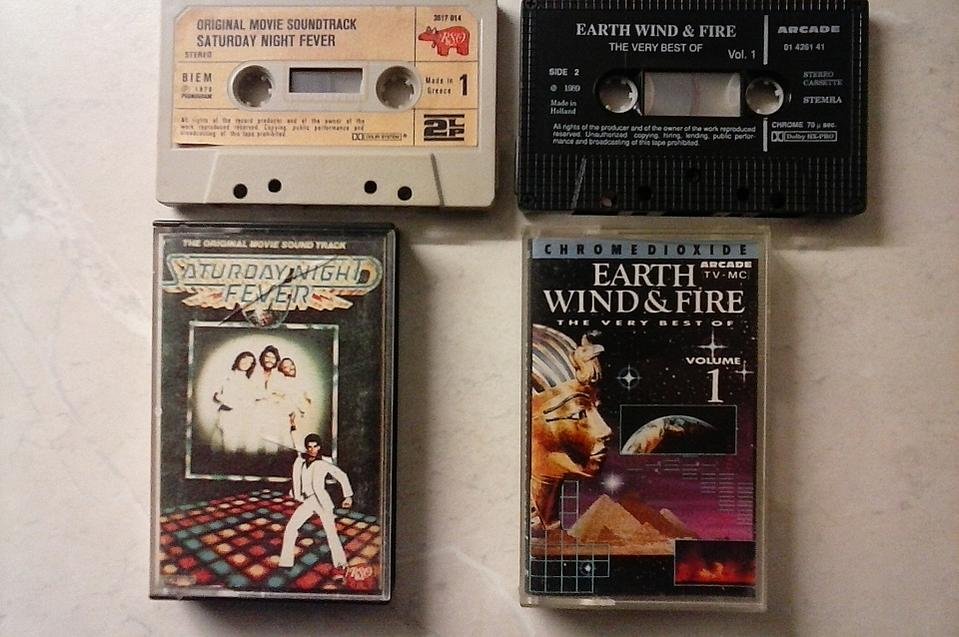 ORIGINAL MOVIE SOUNDTRACK
SATURDAY NIGHT FEVER
STEREO
3517 014
RSO
BIEM
Ⓟ 1978
PHONOGRAM
Made in
Greece
1
All rights of the record producer and of the owner of the
work reproduced reserved. Copying, public performance and
broadcasting of this tape prohibited.
DOLBY SYSTEM
2LP
EARTH WIND & FIRE
THE VERY BEST OF
Vol. 1
ARCADE
01 4261 41
SIDE 2
℗ 1989
Made in
Holland
STEREO
CASSETTE
STEMRA
All rights of the producer and of the owner of the work reproduced
reserved. Unauthorized copying, hiring, lending, public perfor-
mance and broadcasting of this tape prohibited.
CHROME 70 µ sec.
Dolby HX-PRO
THE ORIGINAL MOVIE SOUND TRACK
SATURDAY NIGHT
FEVER
RSO
CHROMEDIOXIDE
EARTH
WIND & FIRE
ARCADE
TV-MC
THE VERY BEST OF
VOLUME
1